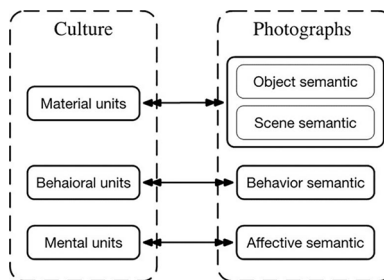 Culture
Photographs
Material units
Object semantic
Scene semantic
Behaioral units
Behavior semantic
Mental units
Affective semantic